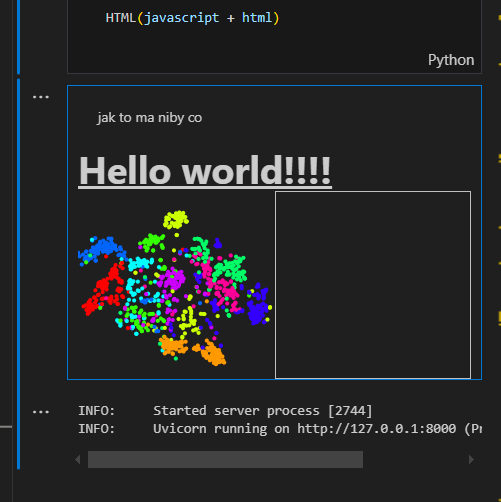 HTML(javascript + html)
Python
jak to ma niby co
Hello world!!!!
INFO:     Started server process [2744]
INFO:     Uvicorn running on http://127.0.0.1:8000 (Pr